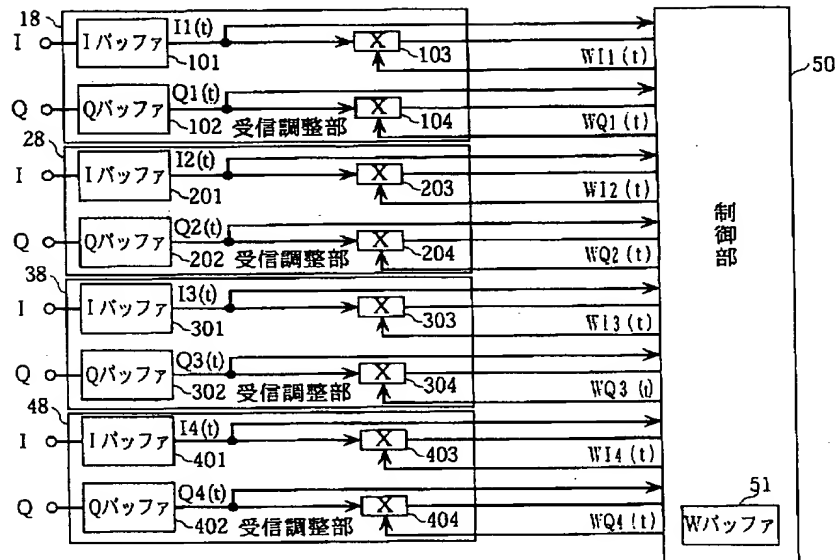 18
I
Iバッファ
I1(t)
101
X
103
WI1(t)
50
Q
Qバッファ
Q1(t)
102
受信調整部
X
104
WQ1(t)
28
I
Iバッファ
I2(t)
201
X
203
WI2(t)
Q
Qバッファ
Q2(t)
202
受信調整部
X
204
WQ2(t)
制御部
38
I
Iバッファ
I3(t)
301
X
303
WI3(t)
Q
Qバッファ
Q3(t)
302
受信調整部
X
304
WQ3(t)
48
I
Iバッファ
I4(t)
401
X
403
WI4(t)
Q
Qバッファ
Q4(t)
402
受信調整部
X
404
WQ4(t)
51
Wバッファ